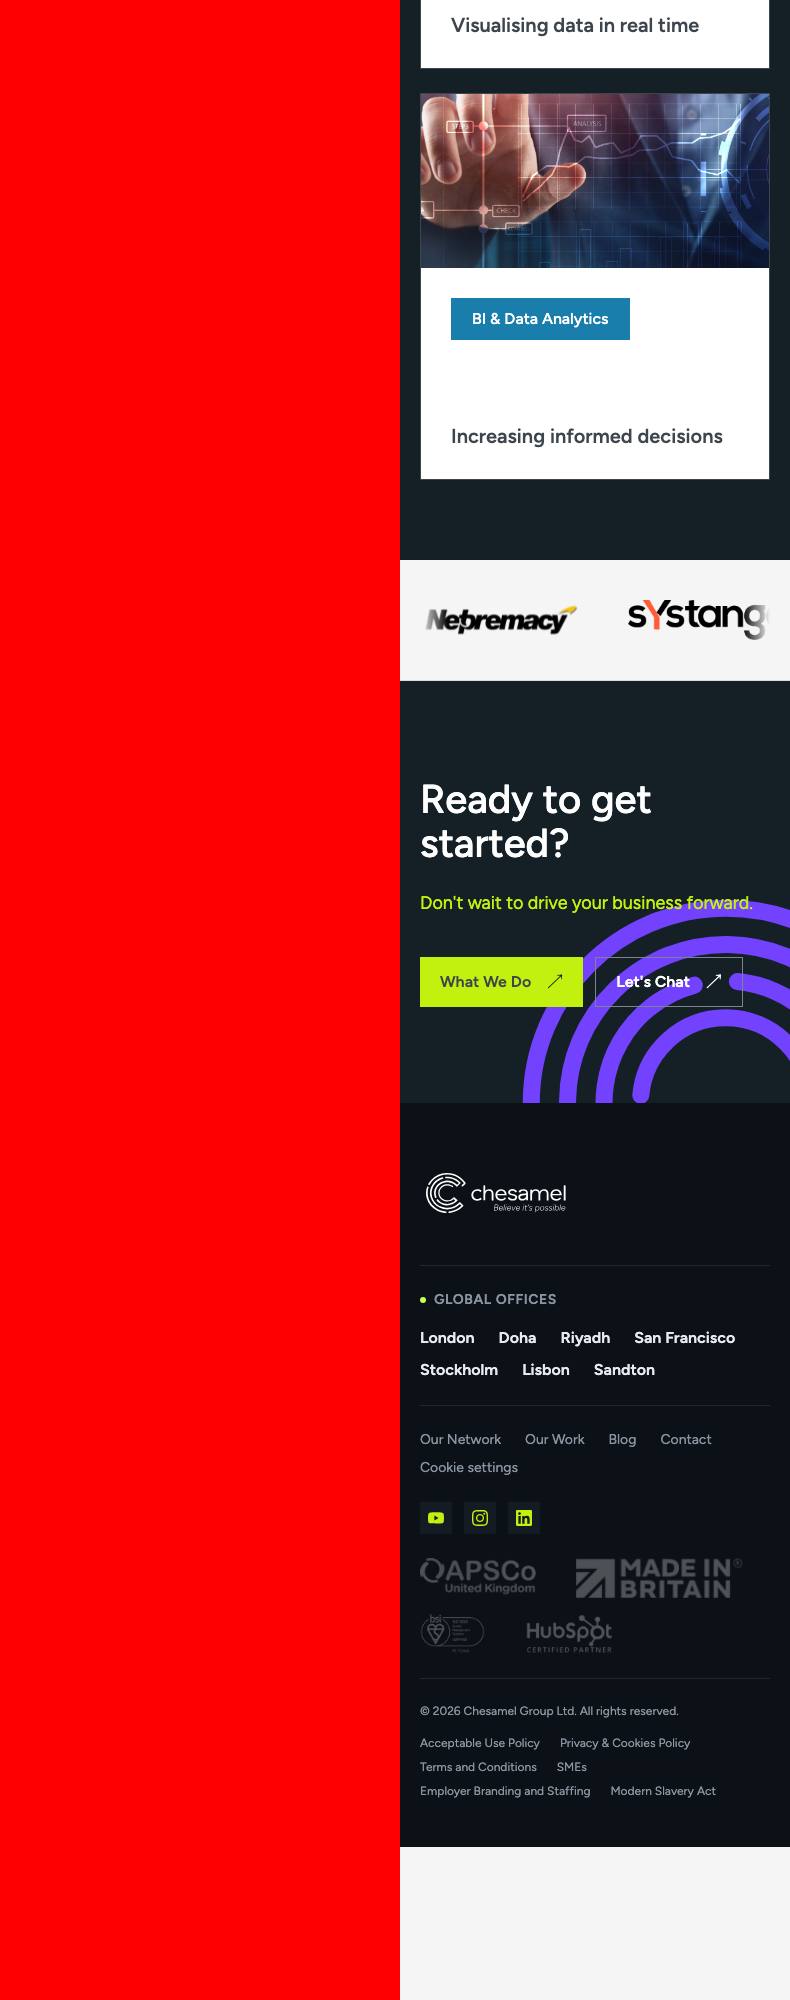 Visualising data in real time
STEPS
ANALYSIS
CHECK
BI & Data Analytics
Increasing informed decisions
sYstang
Ready to get
started?
Don't wait to drive your business forward.
What We Do
Let's Chat
chesamel
Believe it's possible
GLOBAL OFFICES
London Doha Riyadh San Francisco
Stockholm Lisbon Sandton
Our Network Our Work Blog Contact
Cookie settings
APSCo
United Kingdom
MADE IN
BRITAIN ®
bsi
HubSpot
CERTIFIED PARTNER
© 2026 Chesamel Group Ltd. All rights reserved.
Acceptable Use Policy Privacy & Cookies Policy
Terms and Conditions SMEs
Employer Branding and Staffing Modern Slavery Act